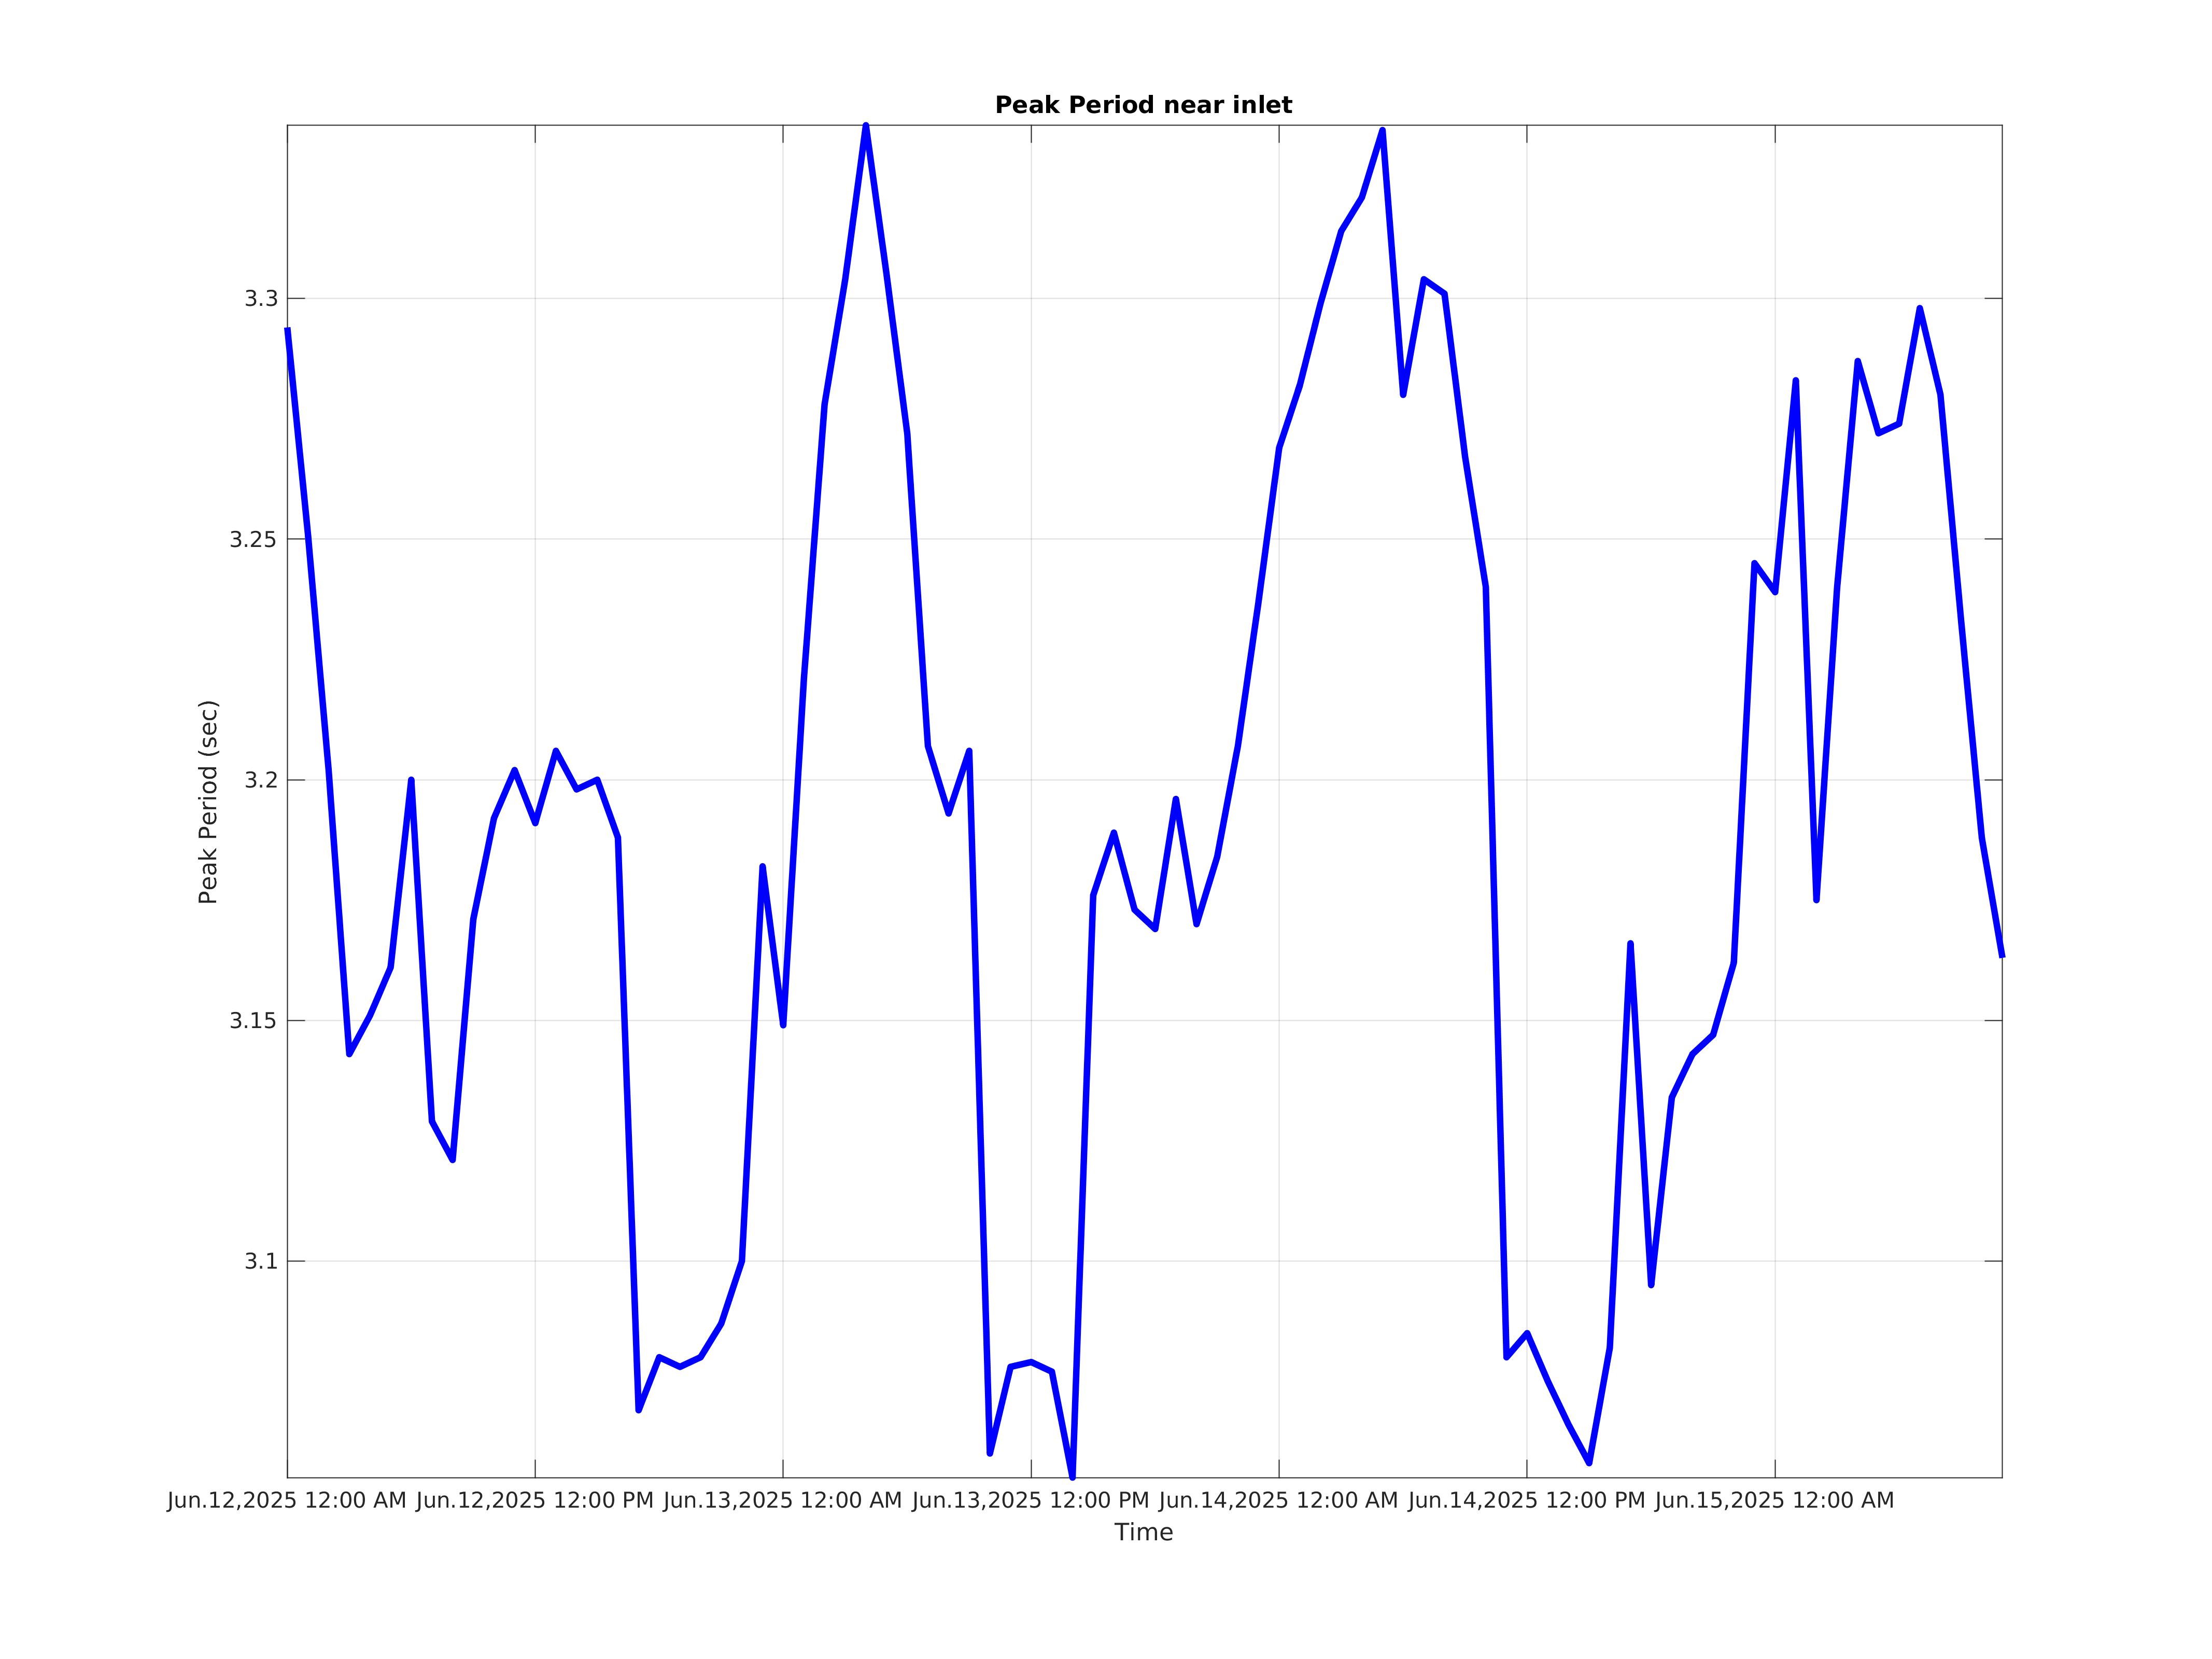 Peak Period near inlet
3.3
3.25
3.2
3.15
3.1
Peak Period (sec)
Jun.12,2025 12:00 AM Jun.12,2025 12:00 PM Jun.13,2025 12:00 AM Jun.13,2025 12:00 PM Jun.14,2025 12:00 AM Jun.14,2025 12:00 PM Jun.15,2025 12:00 AM
Time